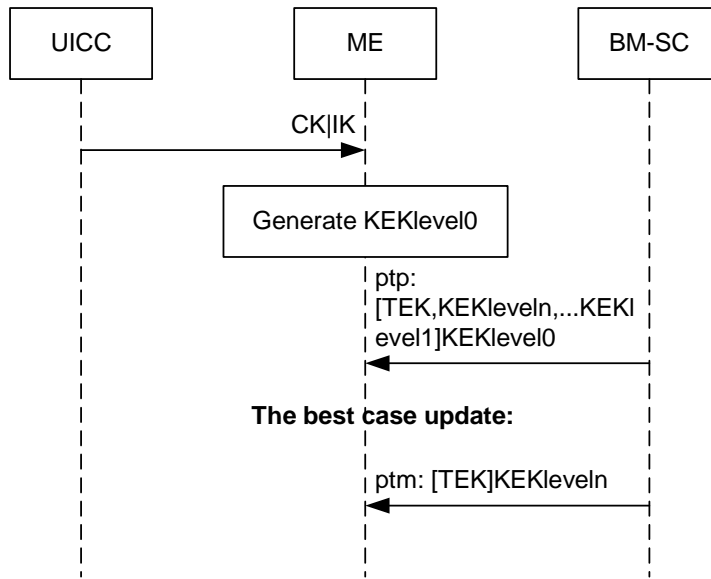 UICC
ME
BM-SC
CK|IK
Generate KEKlevel0
ptp:
[TEK,KEKleveln,...KEKl
evel1]KEKlevel0
The best case update:
ptm: [TEK]KEKleveln